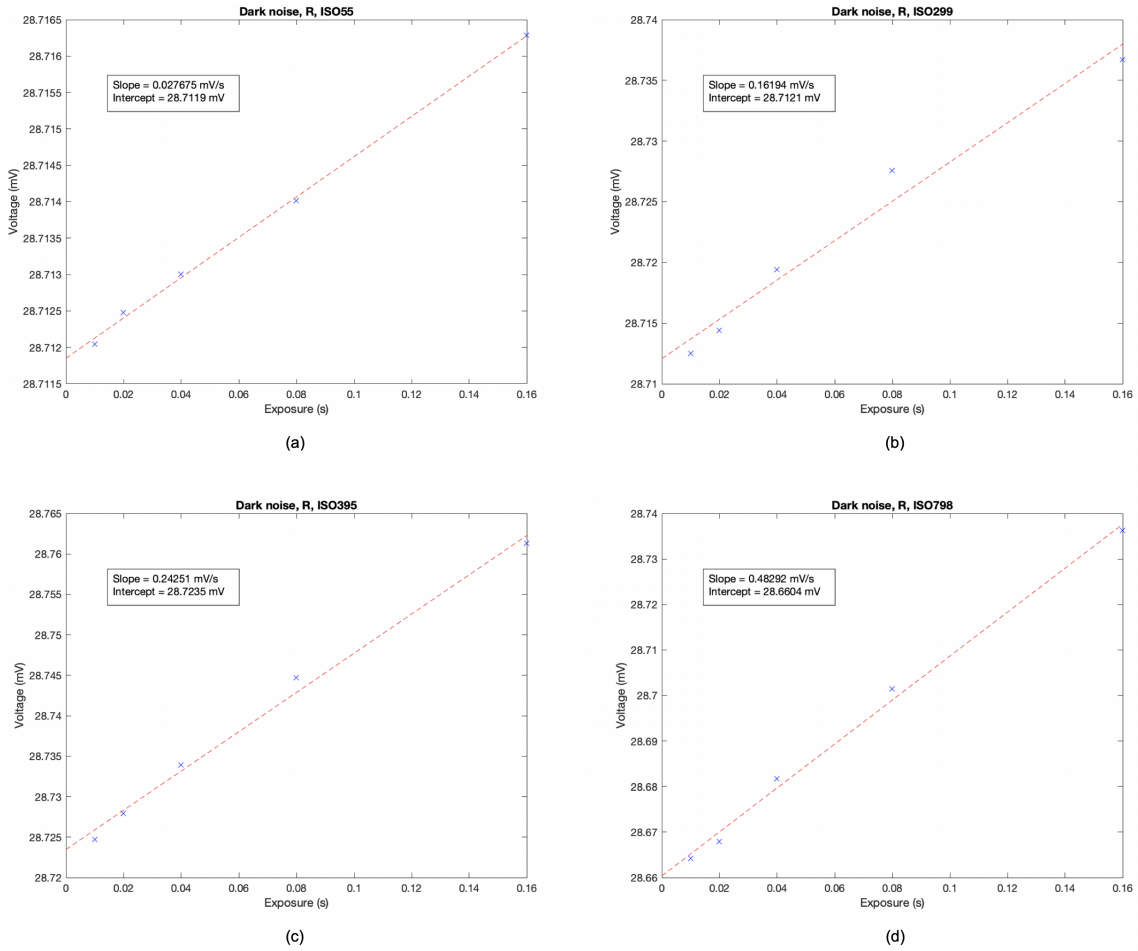 Dark noise, R, ISO55
28.7165
28.716
28.7155
28.715
28.7145
28.714
28.7135
28.713
28.7125
28.712
28.7115
Voltage (mV)
Slope = 0.027675 mV/s
Intercept = 28.7119 mV
0 0.02 0.04 0.06 0.08 0.1 0.12 0.14 0.16
Exposure (s)
(a)
Dark noise, R, ISO299
28.74
28.735
28.73
28.725
28.72
28.715
28.71
Voltage (mV)
Slope = 0.16194 mV/s
Intercept = 28.7121 mV
0 0.02 0.04 0.06 0.08 0.1 0.12 0.14 0.16
Exposure (s)
(b)
Dark noise, R, ISO395
28.765
28.76
28.755
28.75
28.745
28.74
28.735
28.73
28.725
28.72
Voltage (mV)
Slope = 0.24251 mV/s
Intercept = 28.7235 mV
0 0.02 0.04 0.06 0.08 0.1 0.12 0.14 0.16
Exposure (s)
(c)
Dark noise, R, ISO798
28.74
28.73
28.72
28.71
28.7
28.69
28.68
28.67
28.66
Voltage (mV)
Slope = 0.48292 mV/s
Intercept = 28.6604 mV
0 0.02 0.04 0.06 0.08 0.1 0.12 0.14 0.16
Exposure (s)
(d)